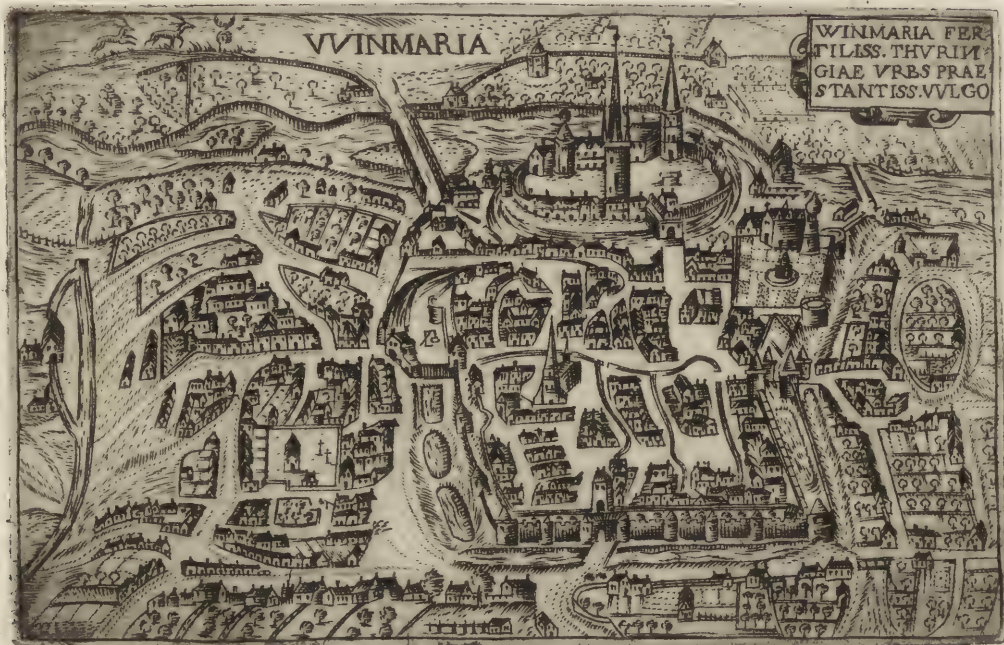 VVINMARIA
WINMARIA FER
TILISS. THVRIN
GIAE VRBS PRAE
STANTISS. VVLGO